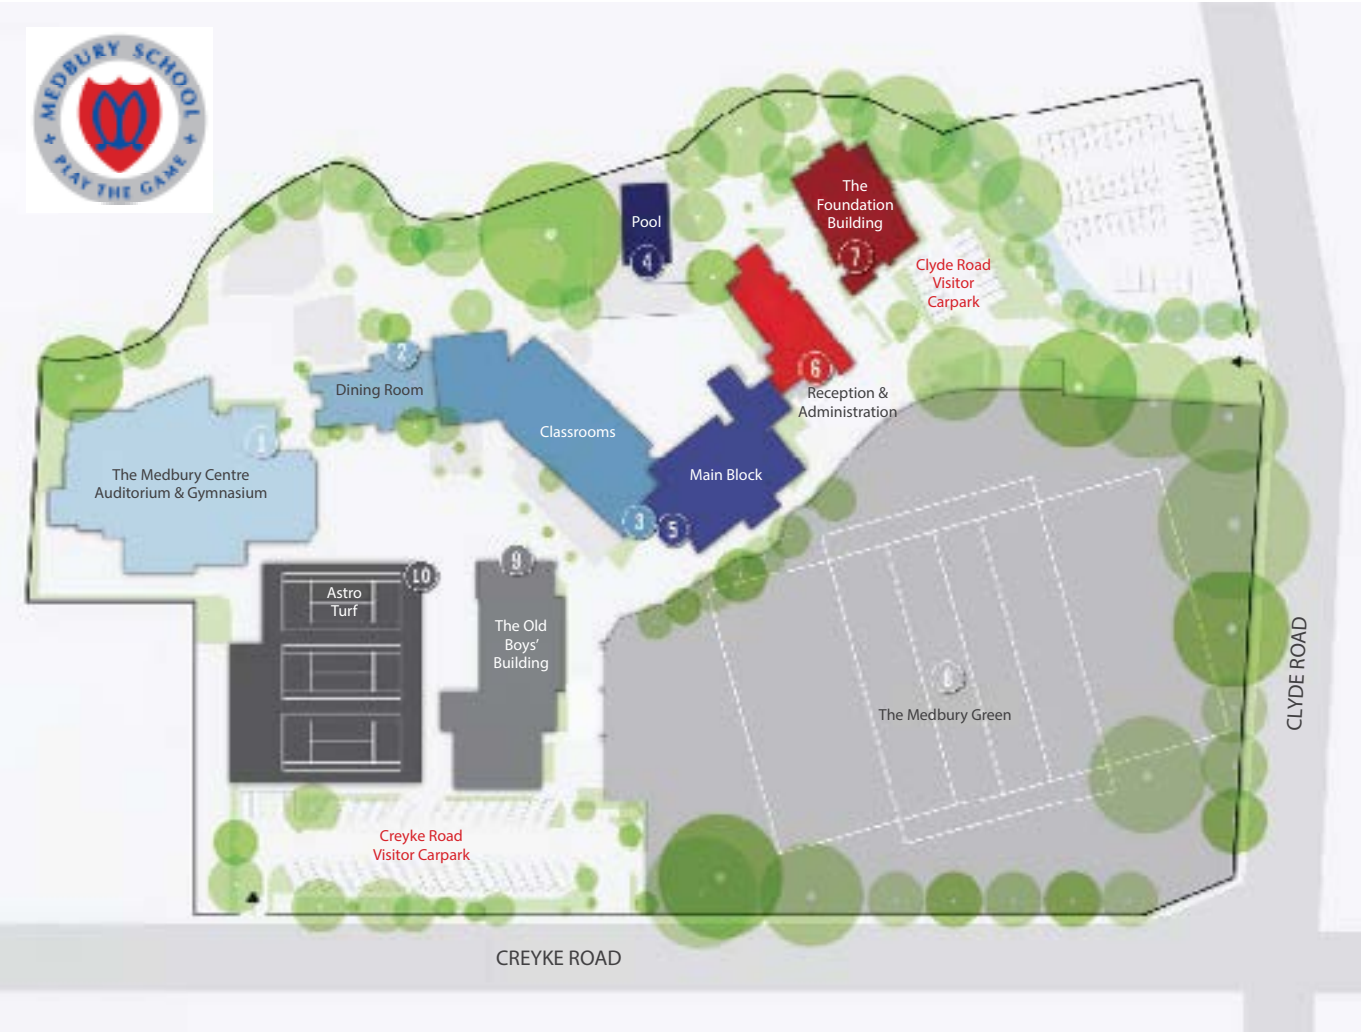 MEDBURY SCHOOL
PLAY THE GAME
The
Foundation
Building
7
Pool
4
Clyde Road
Visitor
Carpark
2
Dining Room
6
Reception &
Administration
Classrooms
1
The Medbury Centre
Auditorium & Gymnasium
Main Block
3
5
9
10
Astro
Turf
The Old
Boys'
Building
8
The Medbury Green
CLYDE ROAD
Creyke Road
Visitor Carpark
CREYKE ROAD